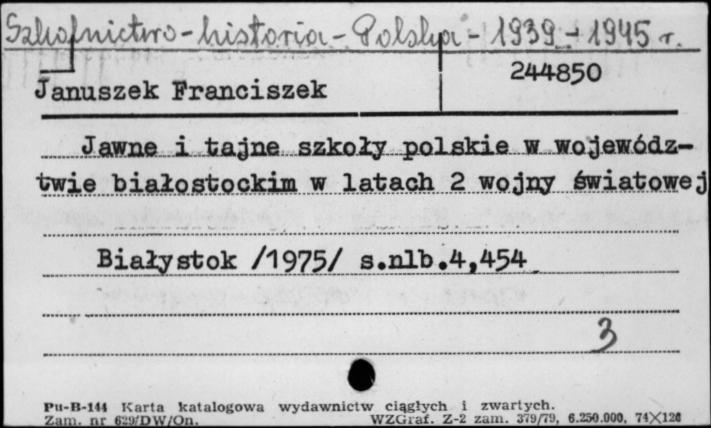 Szkolnictwo - historia - Polska - 1939 - 1945 r.
244850
Januszek Franciszek
Jawne i tajne szkoły polskie w wojewódz-
twie białostockim w latach 2 wojny światowej
Białystok /1975/ s.nlb.4,454
3
Pu-B-144 Karta katalogowa wydawnictw ciągłych i zwartych.
Zam. nr 629/DW/On. WZGraf. Z-2 zam. 379/79, 6.250.000, 74×126